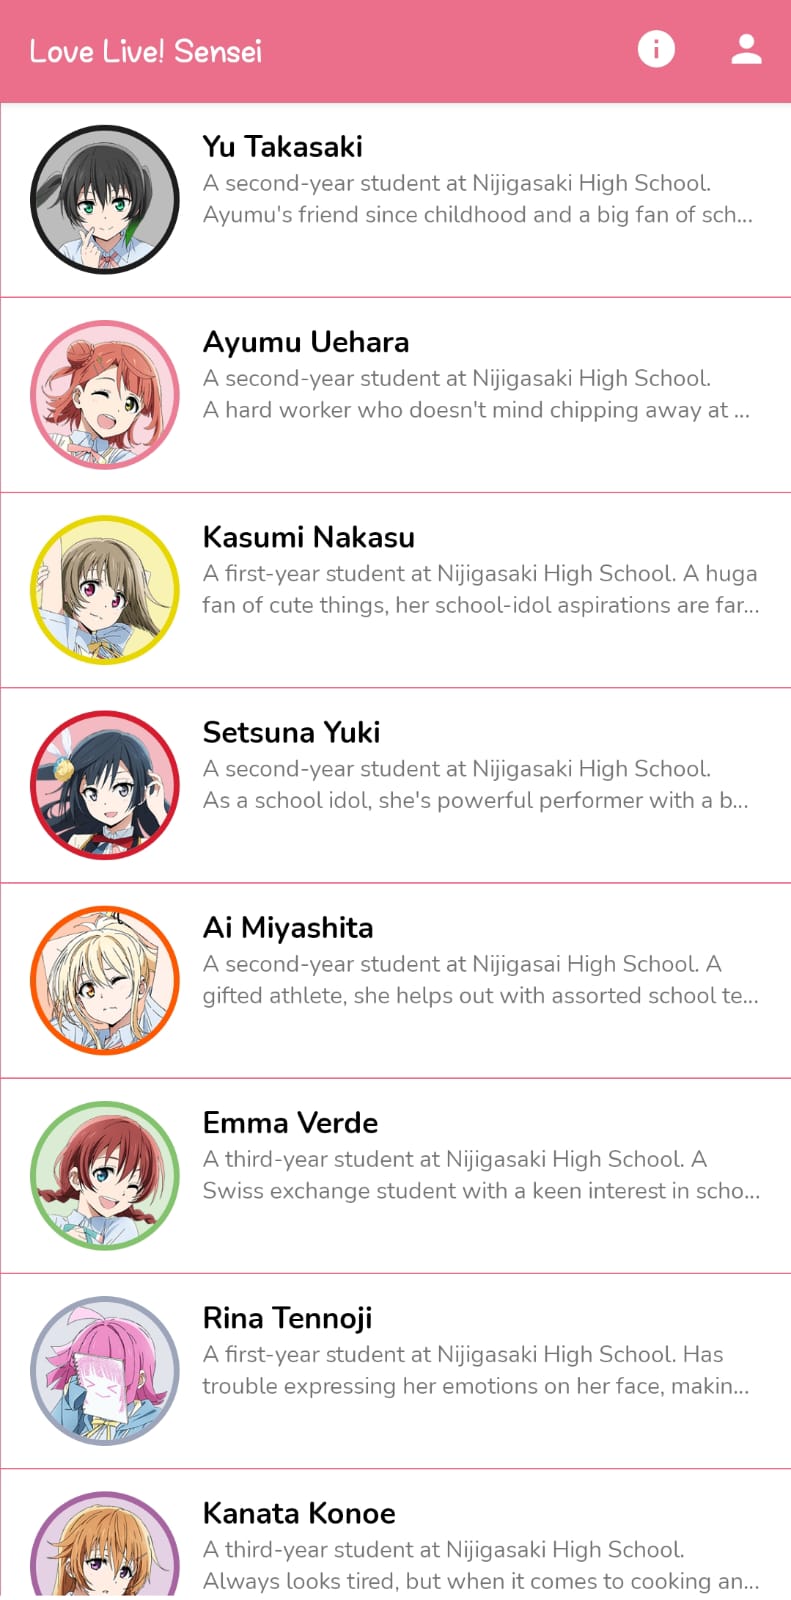 Love Live! Sensei
Yu Takasaki
A second-year student at Nijigasaki High School.
Ayumu's friend since childhood and a big fan of sch...
Ayumu Uehara
A second-year student at Nijigasaki High School.
A hard worker who doesn't mind chipping away at ...
Kasumi Nakasu
A first-year student at Nijigasaki High School. A huga
fan of cute things, her school-idol aspirations are far...
Setsuna Yuki
A second-year student at Nijigasaki High School.
As a school idol, she's powerful performer with a b...
Ai Miyashita
A second-year student at Nijigasai High School. A
gifted athlete, she helps out with assorted school te...
Emma Verde
A third-year student at Nijigasaki High School. A
Swiss exchange student with a keen interest in scho...
Rina Tennoji
A first-year student at Nijigasaki High School. Has
trouble expressing her emotions on her face, makin...
Kanata Konoe
A third-year student at Nijigasaki High School.
Always looks tired, but when it comes to cooking an...